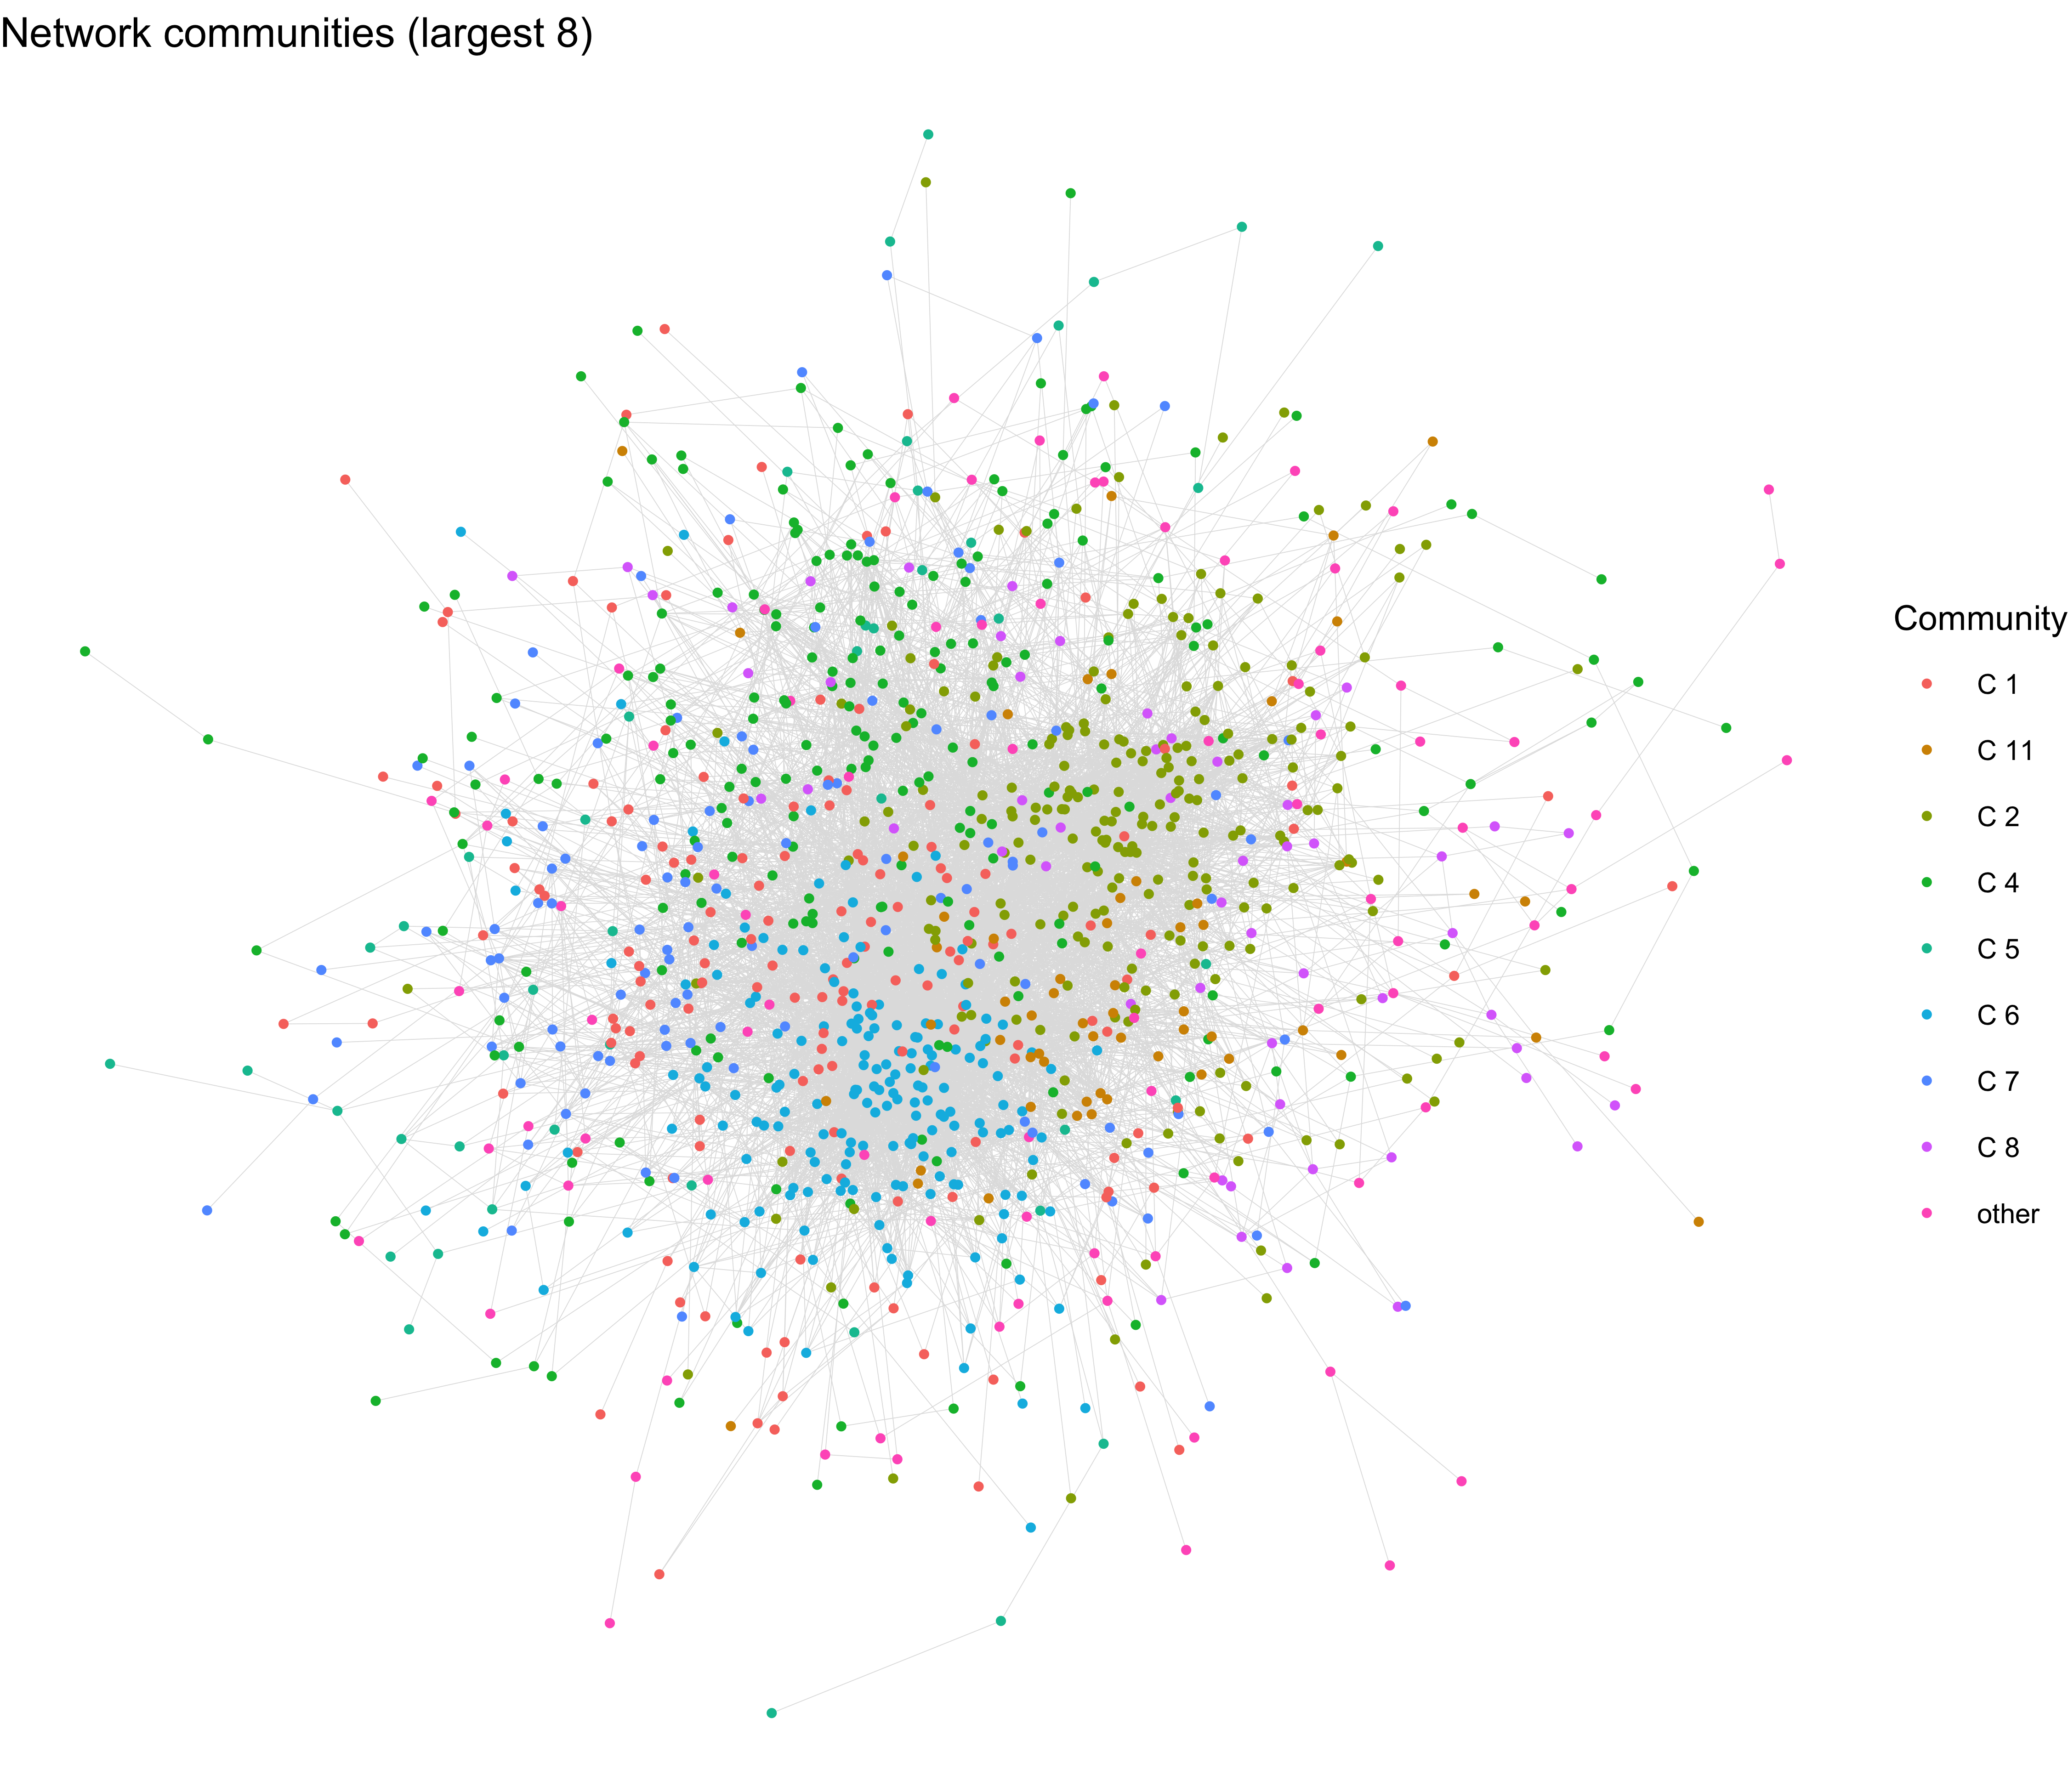 Network communities (largest 8)
Community
C 1
C 11
C 2
C 4
C 5
C 6
C 7
C 8
other